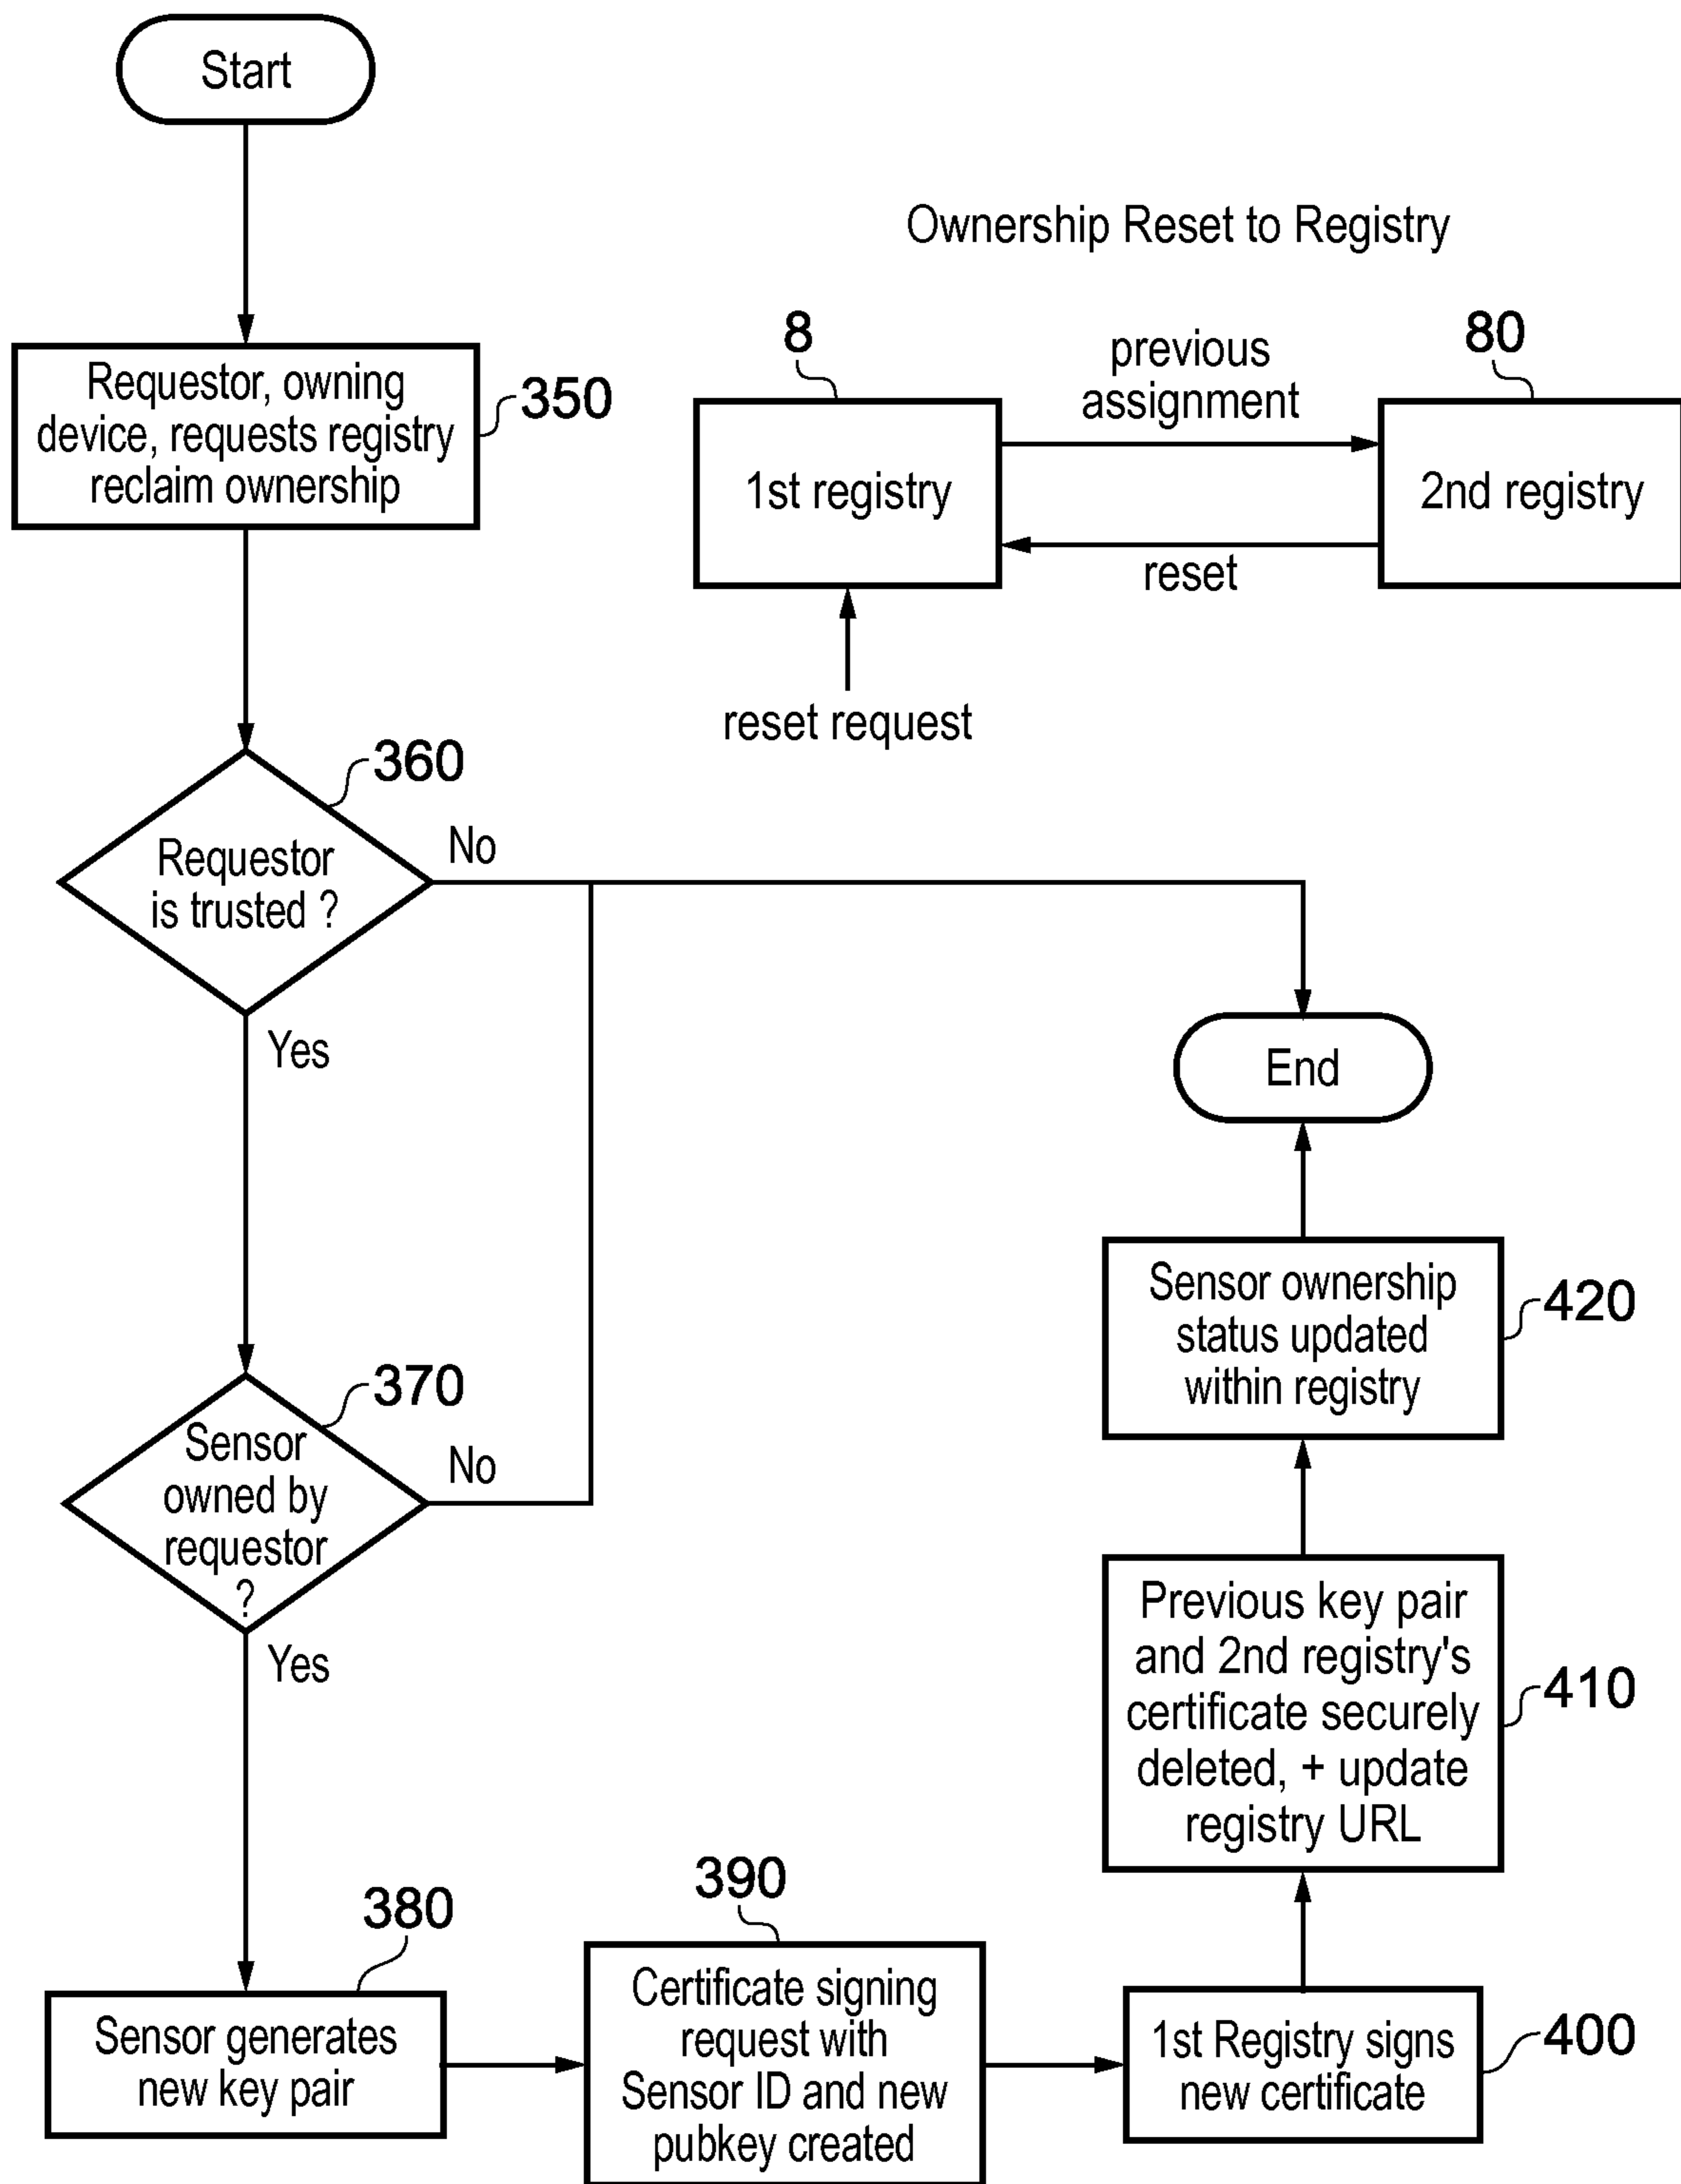 Start
Ownership Reset to Registry
Requestor, owning
device, requests registry
reclaim ownership
350
8
previous
assignment
80
1st registry
2nd registry
reset
reset request
360
Requestor
is trusted ?
No
Yes
End
370
Sensor
owned by
requestor
?
No
Yes
Sensor ownership
status updated
within registry
420
Previous key pair
and 2nd registry's
certificate securely
deleted, + update
registry URL
410
380
Sensor generates
new key pair
390
Certificate signing
request with
Sensor ID and new
pubkey created
1st Registry signs
new certificate
400